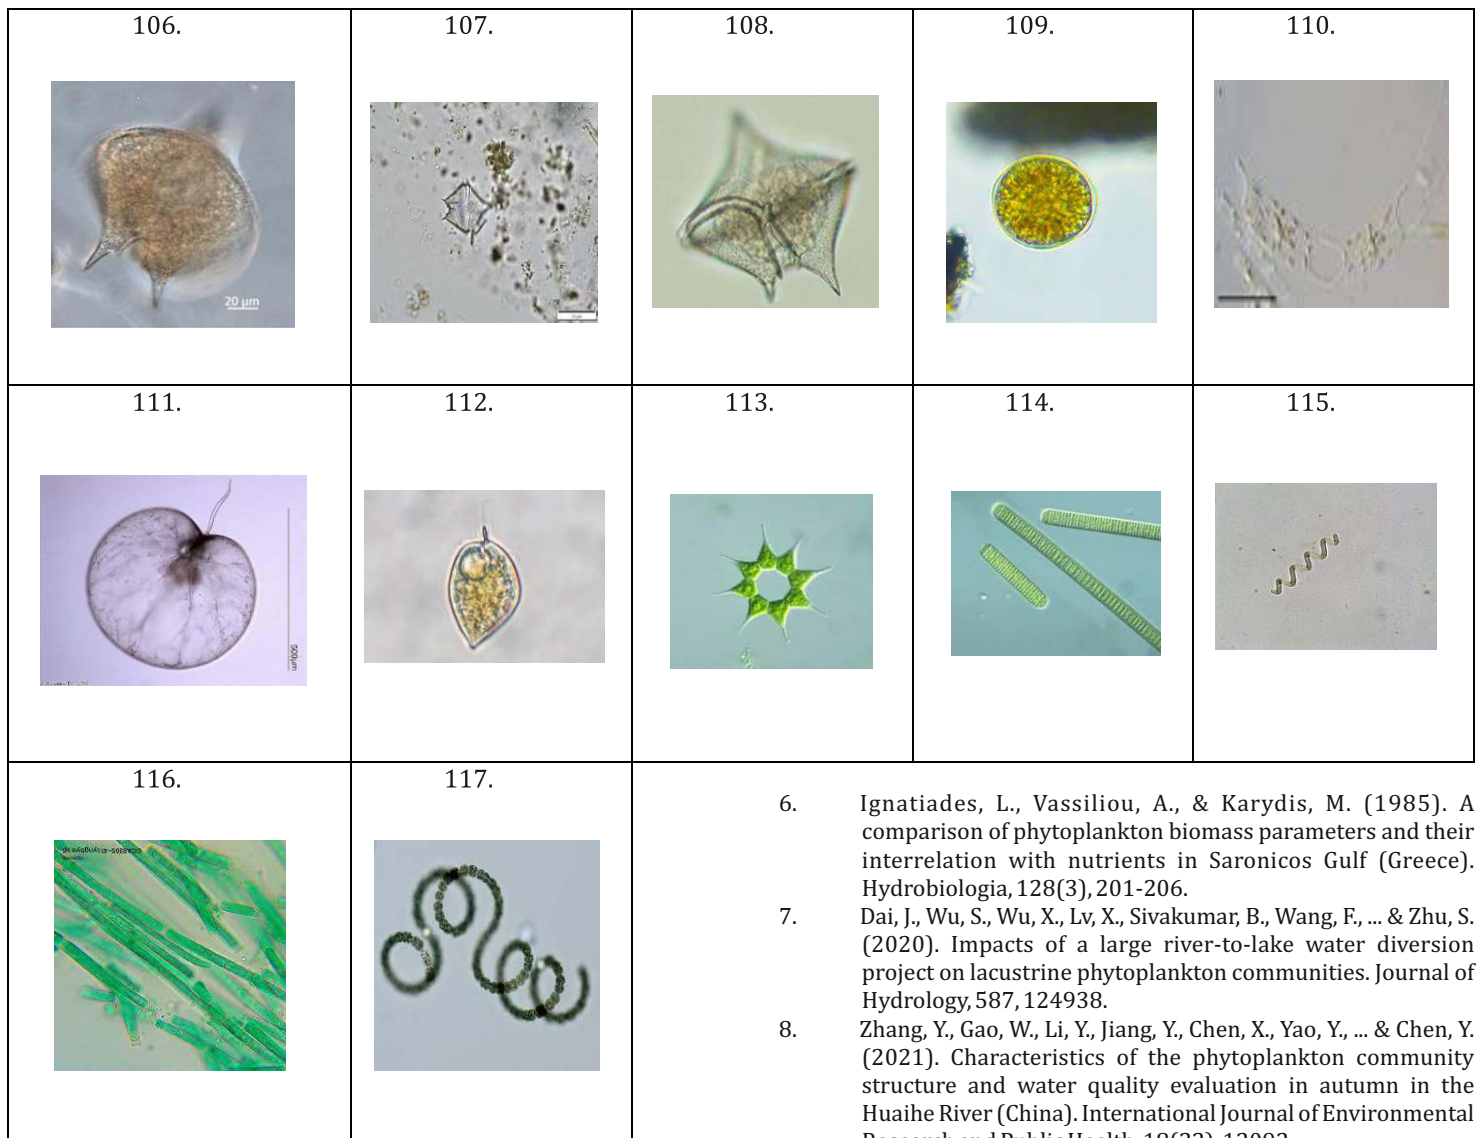 106.
107.
108.
109.
110.
20 µm
111.
112.
113.
114.
115.
500µm
116.
117.
6. Ignatiades, L., Vassiliou, A., & Karydis, M. (1985). A
comparison of phytoplankton biomass parameters and their
interrelation with nutrients in Saronicos Gulf (Greece).
Hydrobiologia, 128(3), 201-206.
7. Dai, J., Wu, S., Wu, X., Lv, X., Sivakumar, B., Wang, F., ... & Zhu, S.
(2020). Impacts of a large river-to-lake water diversion
project on lacustrine phytoplankton communities. Journal of
Hydrology, 587, 124938.
8. Zhang, Y., Gao, W., Li, Y., Jiang, Y., Chen, X., Yao, Y., ... & Chen, Y.
(2021). Characteristics of the phytoplankton community
structure and water quality evaluation in autumn in the
Huaihe River (China). International Journal of Environmental